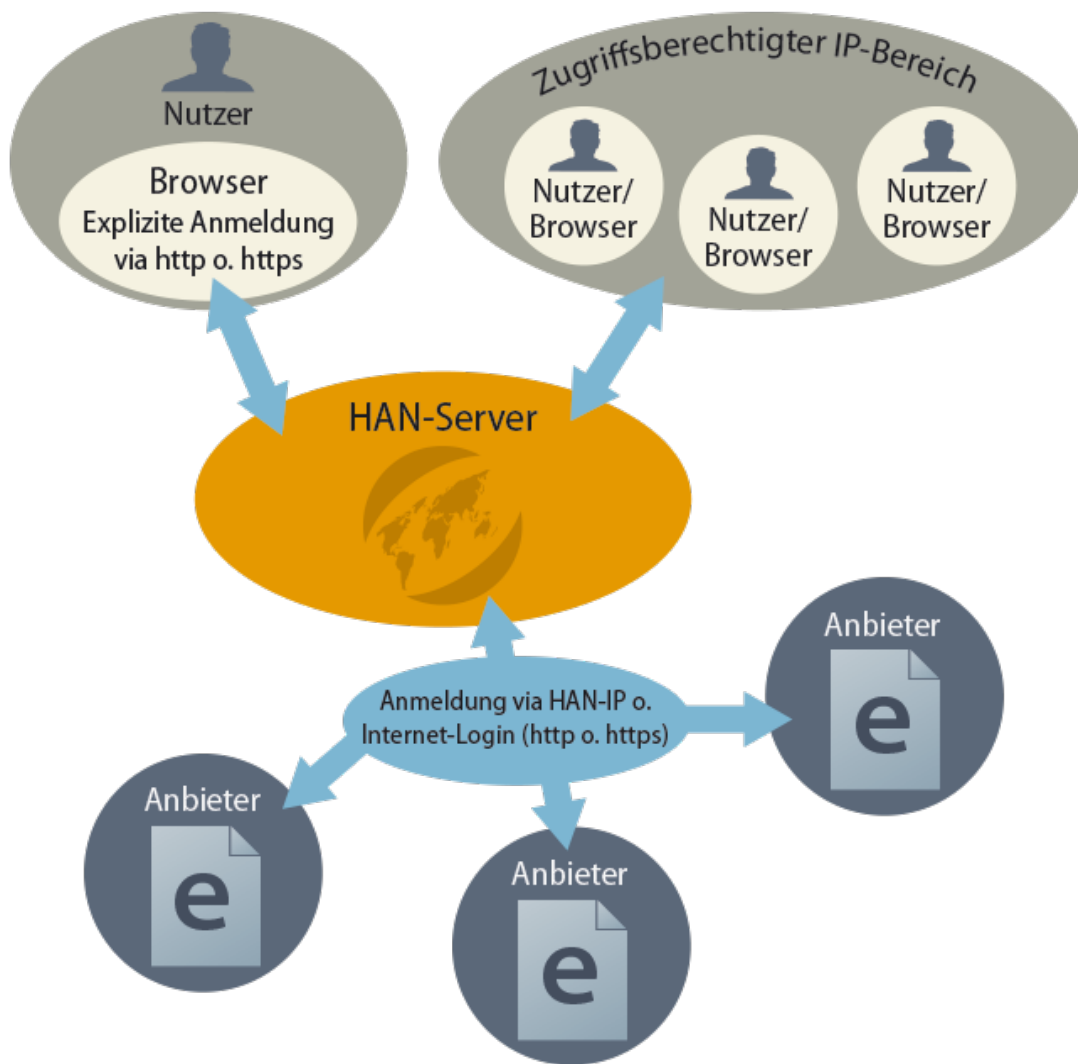 Nutzer
Browser
Explizite Anmeldung
via http o. https
Zugriffsberechtigter IP-Bereich
Nutzer/
Browser
Nutzer/
Browser
Nutzer/
Browser
HAN-Server
Anmeldung via HAN-IP o.
Internet-Login (http o. https)
Anbieter
e
Anbieter
e
Anbieter
e